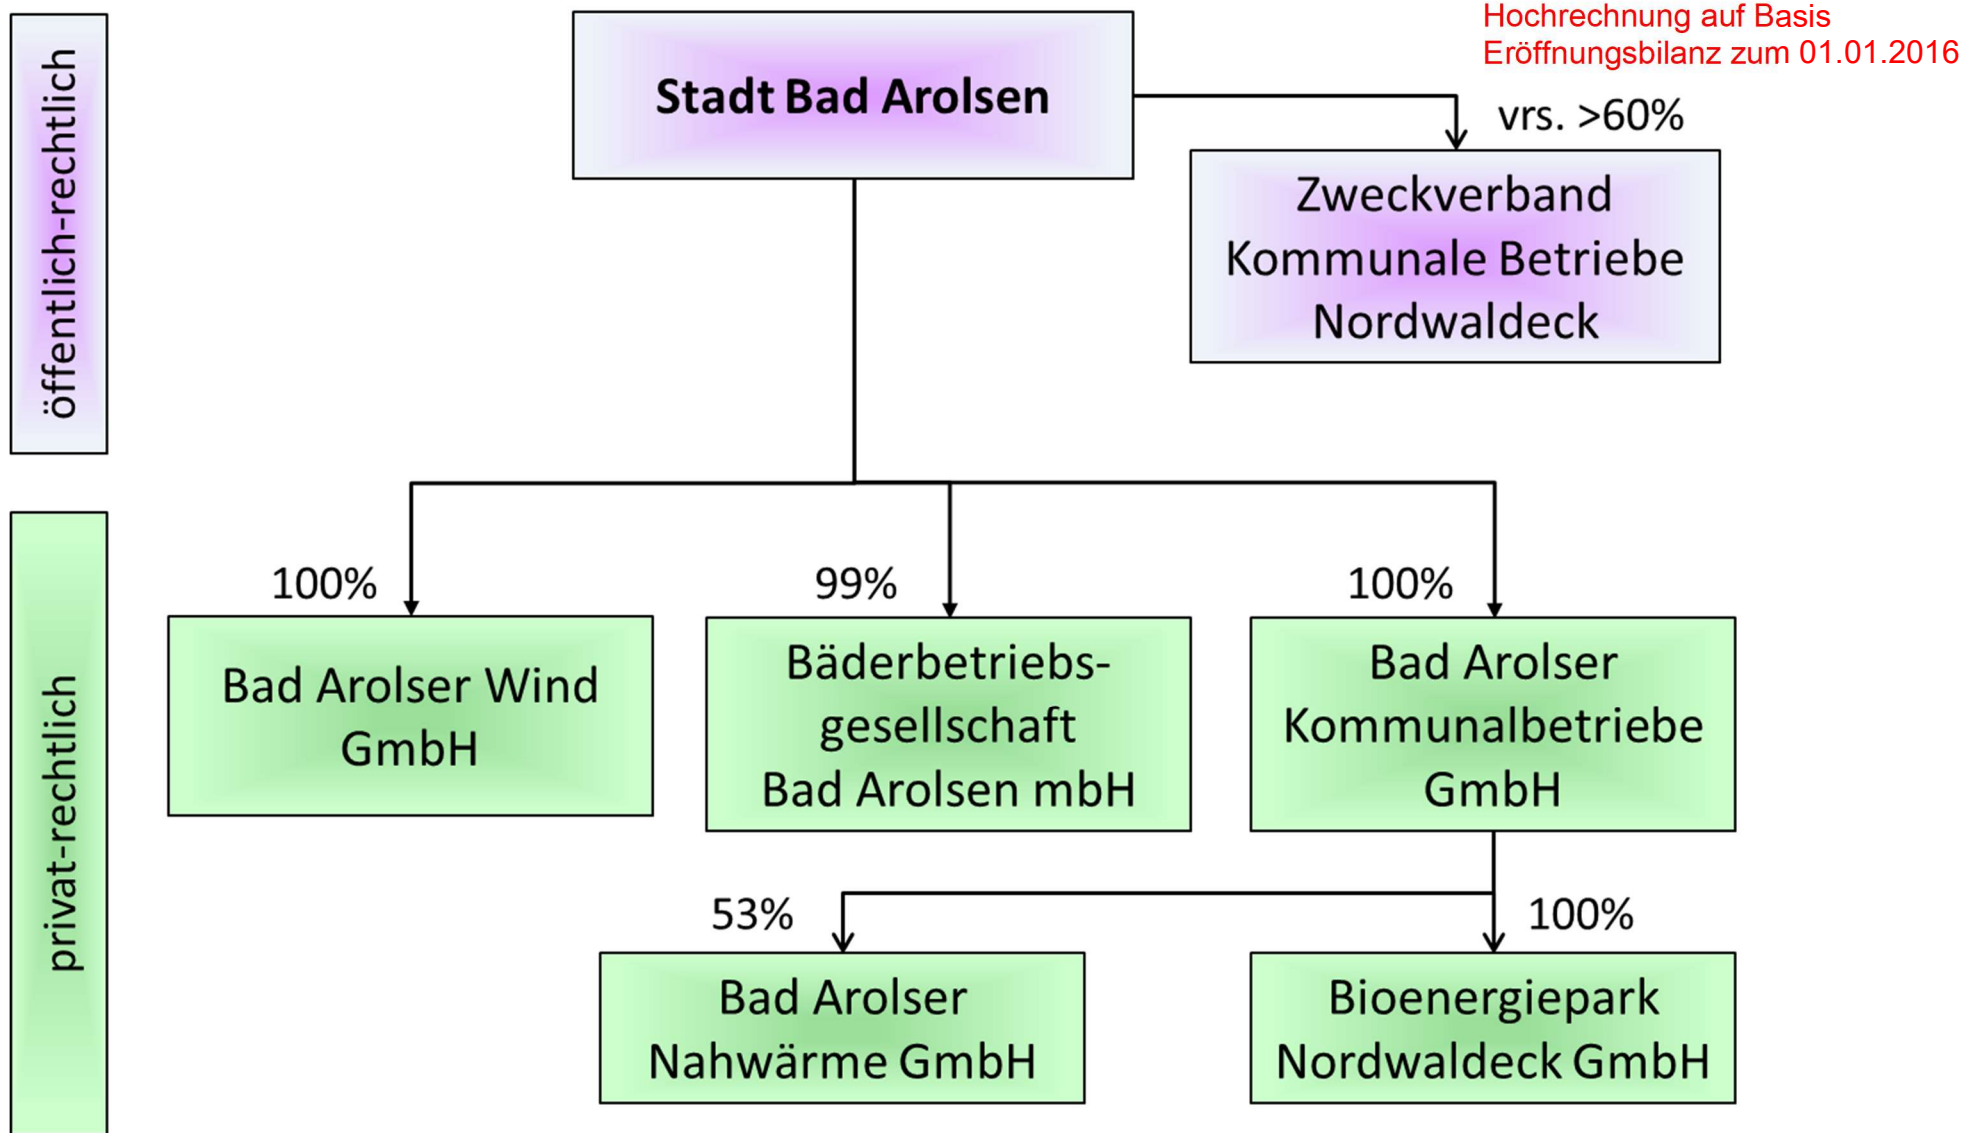 Hochrechnung auf Basis
Eröffnungsbilanz zum 01.01.2016
öffentlich-rechtlich
Stadt Bad Arolsen
vrs. >60%
Zweckverband
Kommunale Betriebe
Nordwaldeck
privat-rechtlich
100%
Bad Arolser Wind
GmbH
99%
Bäderbetriebs-
gesellschaft
Bad Arolsen mbH
100%
Bad Arolser
Kommunalbetriebe
GmbH
53%
Bad Arolser
Nahwärme GmbH
100%
Bioenergiepark
Nordwaldeck GmbH